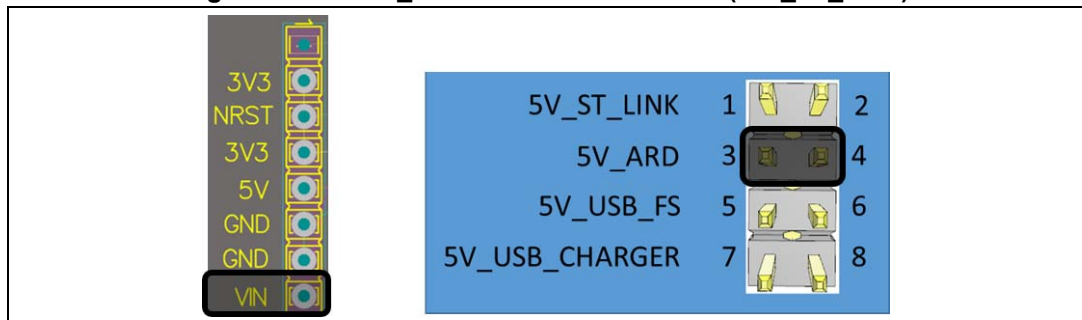 3V3
NRST
3V3
5V
GND
GND
VIN
5V_ST_LINK 1 2
5V_ARD 3 4
5V_USB_FS 5 6
5V_USB_CHARGER 7 8